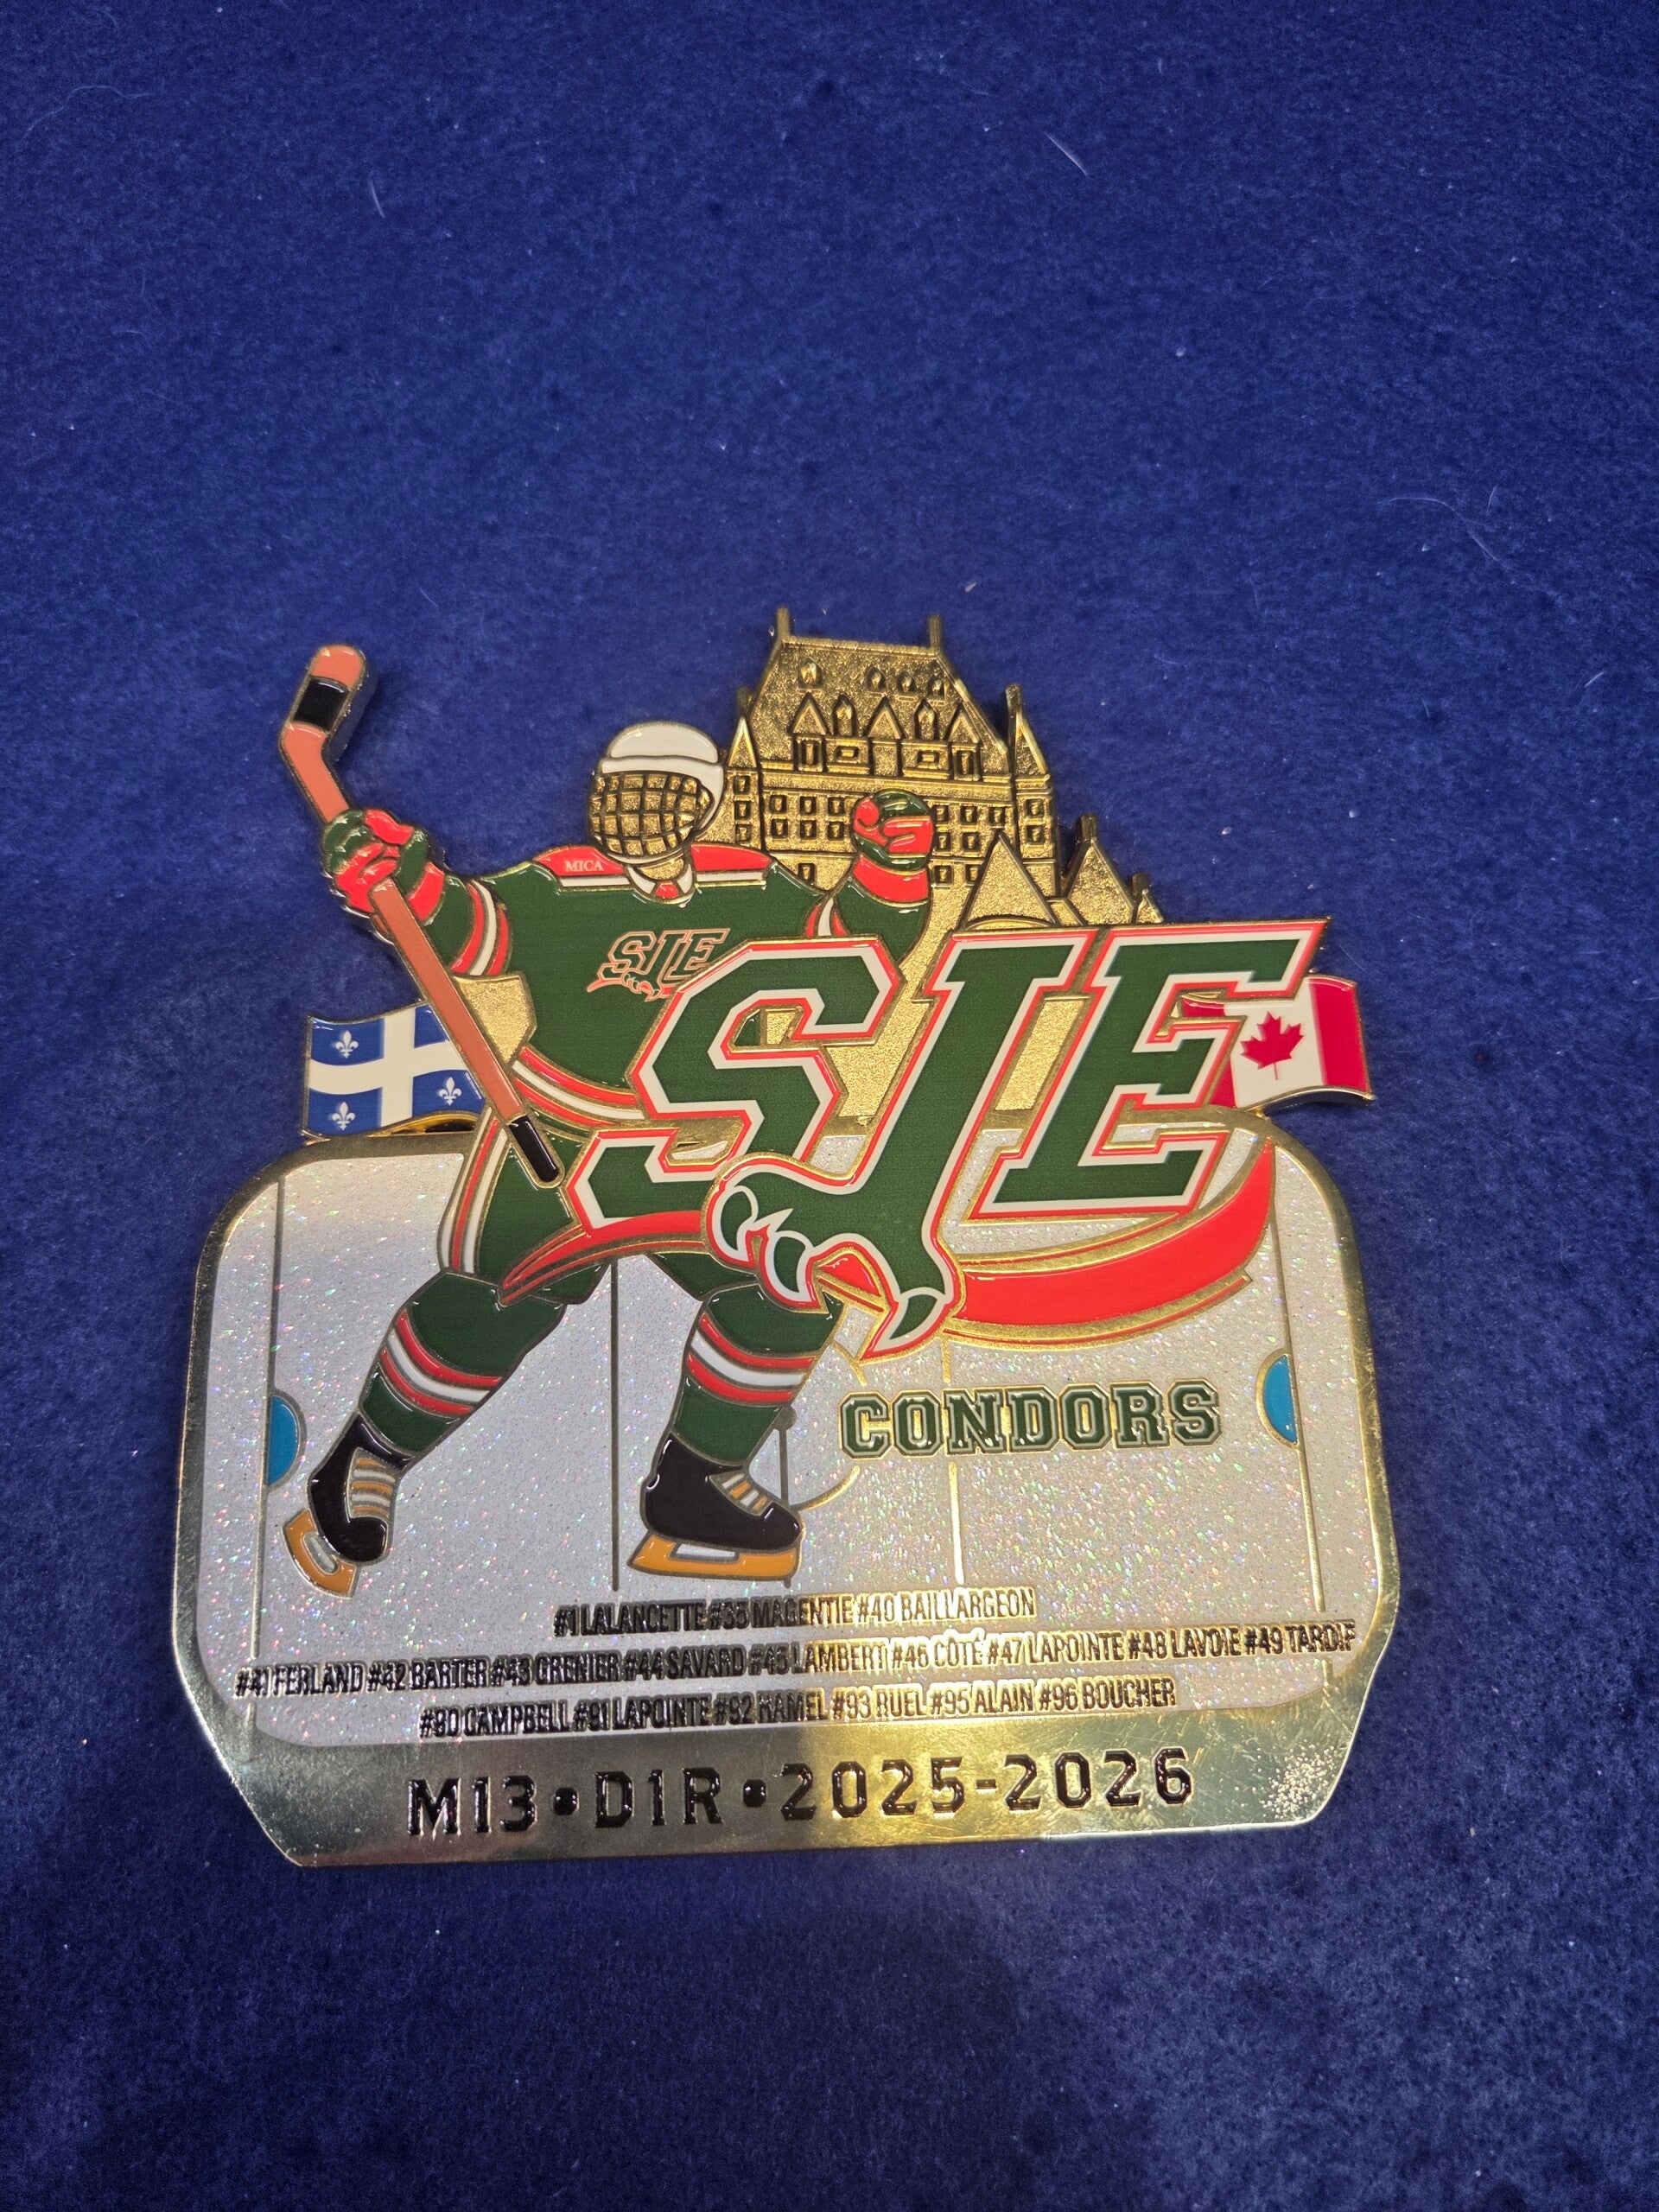 MICA
SJE
SJE
CONDORS
#1 LALANCETTE #35 MAGENTIE #40 BAILLARGEON
#41 FERLAND #42 BARTER #43 GRENIER #44 SAVARD #45 LAMBERT #46 CÔTÉ #47 LAPOINTE #48 LAVOIE #49 TARDIF
#90 CAMPBELL #91 LAPOINTE #92 HAMEL #93 RUEL #95 ALAIN #96 BOUCHER
M13•D1R•2025-2026